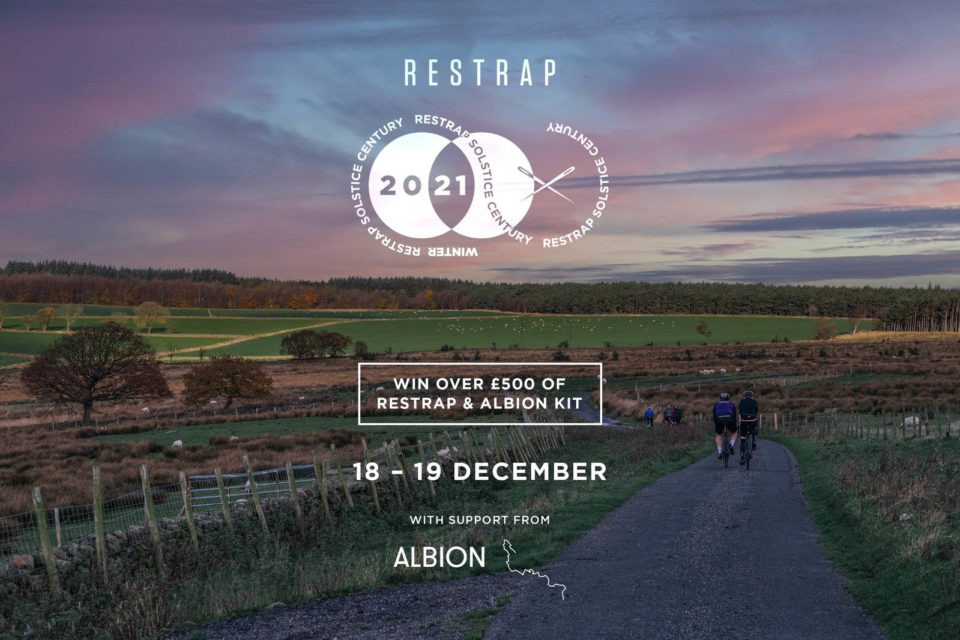 RESTRAP
RESTRAP SOLSTICE CENTURY
RESTRAP SOLSTICE CENTURY
RESTRAP SOLSTICE CENTURY
WINTER
2021
WIN OVER £500 OF
RESTRAP & ALBION KIT
18 – 19 DECEMBER
WITH SUPPORT FROM
ALBION